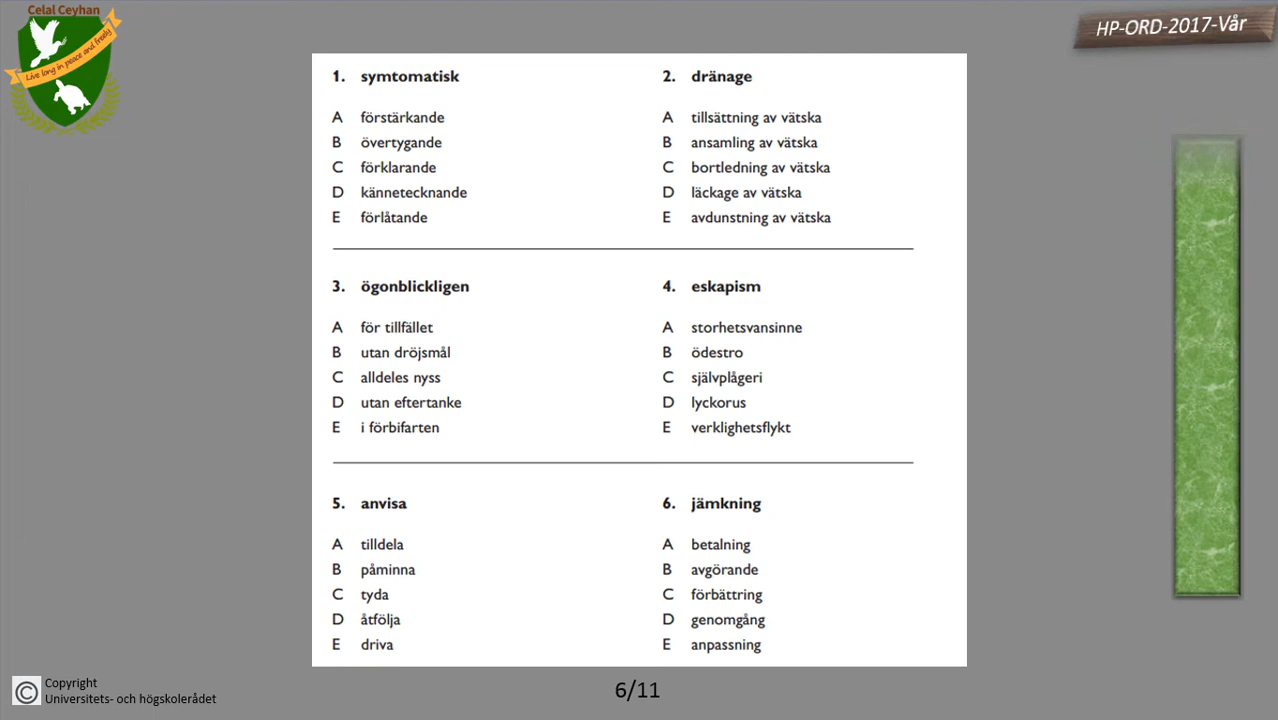 Celal Ceyhan
Live long in peace and freely
HP-ORD-2017-Vår
1. symtomatisk
A förstärkande
B övertygande
C förklarande
D kännetecknande
E förlåtande
2. dränage
A tillsättning av vätska
B ansamling av vätska
C bortledning av vätska
D läckage av vätska
E avdunstning av vätska
3. ögonblickligen
A för tillfället
B utan dröjsmål
C alldeles nyss
D utan eftertanke
E i förbifarten
4. eskapism
A storhetsvansinne
B ödestro
C självplågeri
D lyckorus
E verklighetsflykt
5. anvisa
A tilldela
B påminna
C tyda
D åtfölja
E driva
6. jämkning
A betalning
B avgörande
C förbättring
D genomgång
E anpassning
© Copyright
Universitets- och högskolerådet
6/11